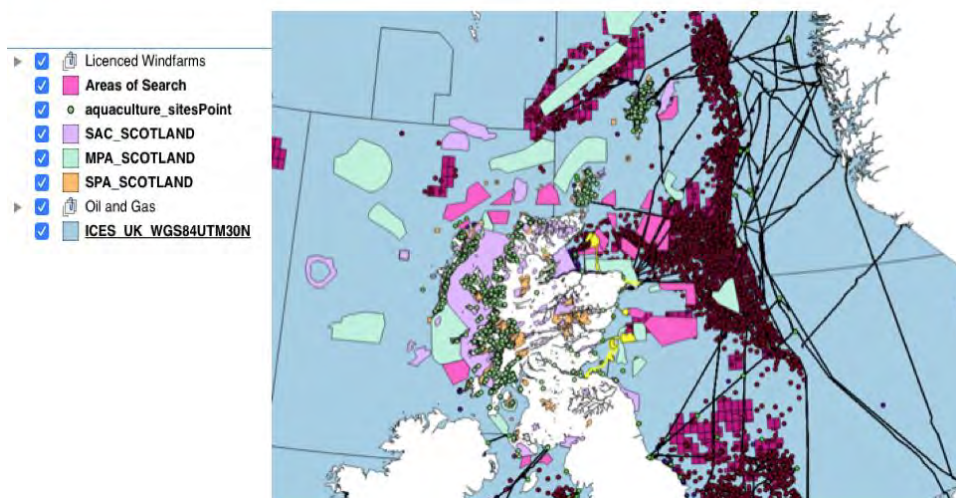 Licenced Windfarms
Areas of Search
aquaculture_sitesPoint
SAC_SCOTLAND
MPA_SCOTLAND
SPA_SCOTLAND
Oil and Gas
ICES_UK_WGS84UTM30N